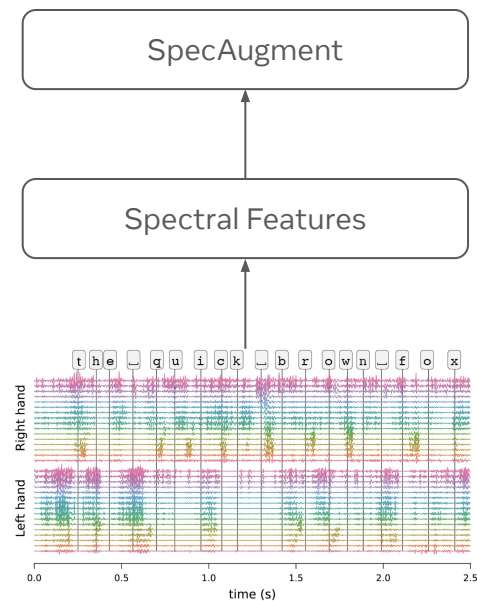 SpecAugment
Spectral Features
t h e ⎵ q u i c k ⎵ b r o w n ⎵ f o x
Right hand
Left hand
0.0 0.5 1.0 1.5 2.0 2.5
time (s)